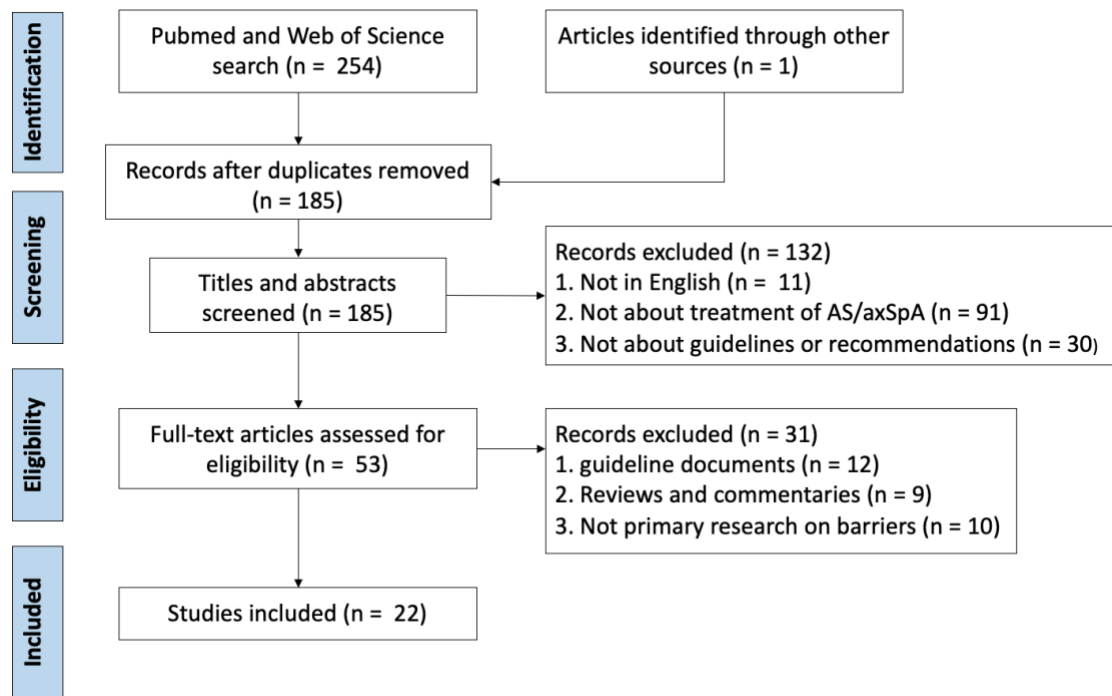 Identification
Pubmed and Web of Science
search (n =  254)
Articles identified through other
sources (n = 1)
Records after duplicates removed
(n = 185)
Screening
Titles and abstracts
screened (n = 185)
Records excluded (n = 132)
1. Not in English (n =  11)
2. Not about treatment of AS/axSpA (n = 91)
3. Not about guidelines or recommendations (n = 30)
Eligibility
Full-text articles assessed for
eligibility (n =  53)
Records excluded (n = 31)
1. guideline documents (n = 12)
2. Reviews and commentaries (n = 9)
3. Not primary research on barriers (n = 10)
Included
Studies included (n =  22)